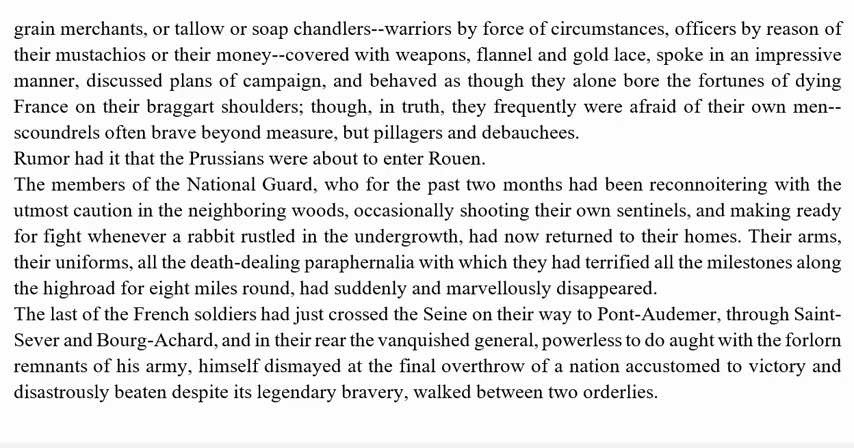 grain merchants, or tallow or soap chandlers--warriors by force of circumstances, officers by reason of
their mustachios or their money--covered with weapons, flannel and gold lace, spoke in an impressive
manner, discussed plans of campaign, and behaved as though they alone bore the fortunes of dying
France on their braggart shoulders; though, in truth, they frequently were afraid of their own men--
scoundrels often brave beyond measure, but pillagers and debauchees.
Rumor had it that the Prussians were about to enter Rouen.
The members of the National Guard, who for the past two months had been reconnoitering with the
utmost caution in the neighboring woods, occasionally shooting their own sentinels, and making ready
for fight whenever a rabbit rustled in the undergrowth, had now returned to their homes. Their arms,
their uniforms, all the death-dealing paraphernalia with which they had terrified all the milestones along
the highroad for eight miles round, had suddenly and marvellously disappeared.
The last of the French soldiers had just crossed the Seine on their way to Pont-Audemer, through Saint-
Sever and Bourg-Achard, and in their rear the vanquished general, powerless to do aught with the forlorn
remnants of his army, himself dismayed at the final overthrow of a nation accustomed to victory and
disastrously beaten despite its legendary bravery, walked between two orderlies.